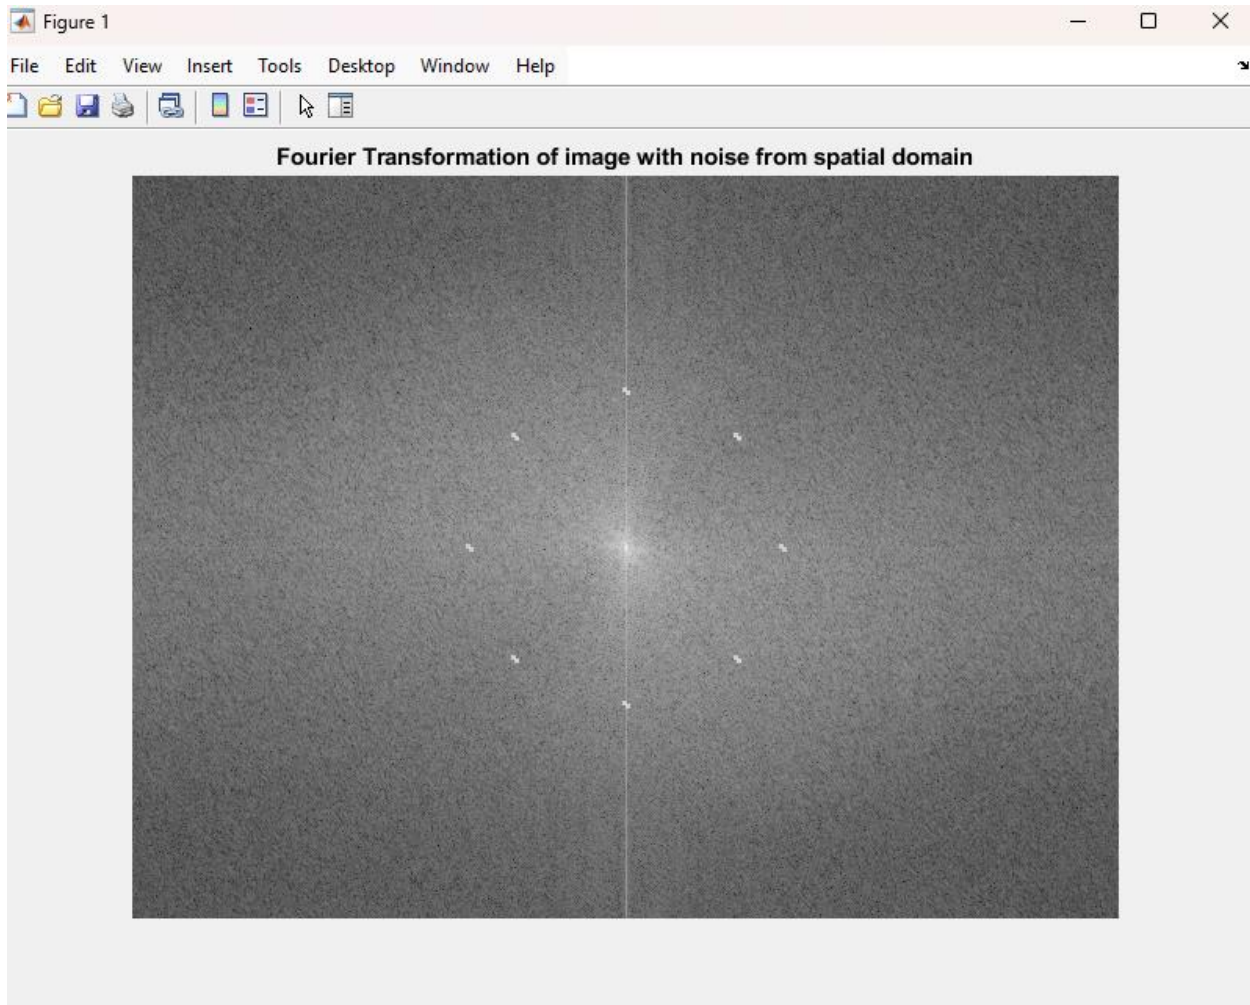 Figure 1
File Edit View Insert Tools Desktop Window Help
Fourier Transformation of image with noise from spatial domain